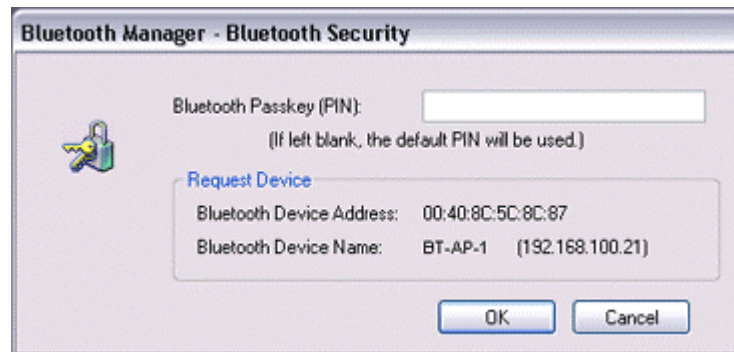 Bluetooth Manager - Bluetooth Security
Bluetooth Passkey (PIN):
(If left blank, the default PIN will be used.)
Request Device
Bluetooth Device Address: 00:40:8C:5C:8C:87
Bluetooth Device Name: BT-AP-1 (192.168.100.21)
OK Cancel